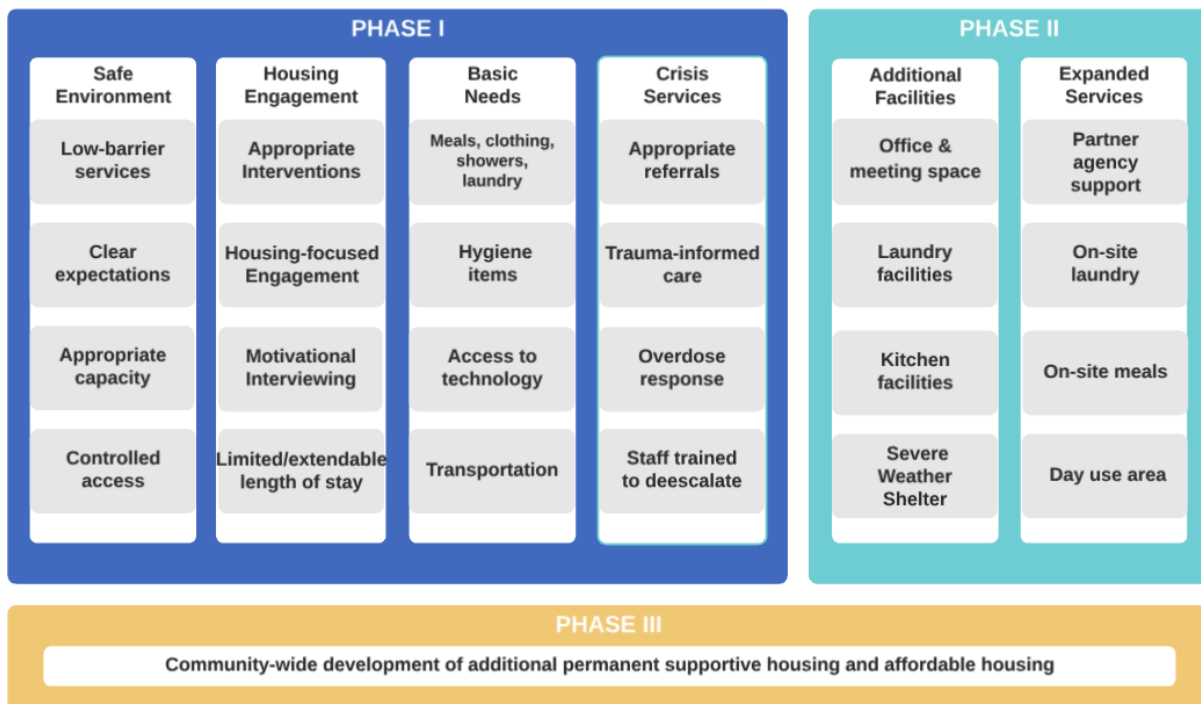 PHASE I
Safe
Environment
Low-barrier
services
Clear
expectations
Appropriate
capacity
Controlled
access
Housing
Engagement
Appropriate
Interventions
Housing-focused
Engagement
Motivational
Interviewing
Limited/extendable
length of stay
Basic
Needs
Meals, clothing,
showers,
laundry
Hygiene
items
Access to
technology
Transportation
Crisis
Services
Appropriate
referrals
Trauma-informed
care
Overdose
response
Staff trained
to deescalate
PHASE II
Additional
Facilities
Office &
meeting space
Laundry
facilities
Kitchen
facilities
Severe
Weather
Shelter
Expanded
Services
Partner
agency
support
On-site
laundry
On-site meals
Day use area
PHASE III
Community-wide development of additional permanent supportive housing and affordable housing